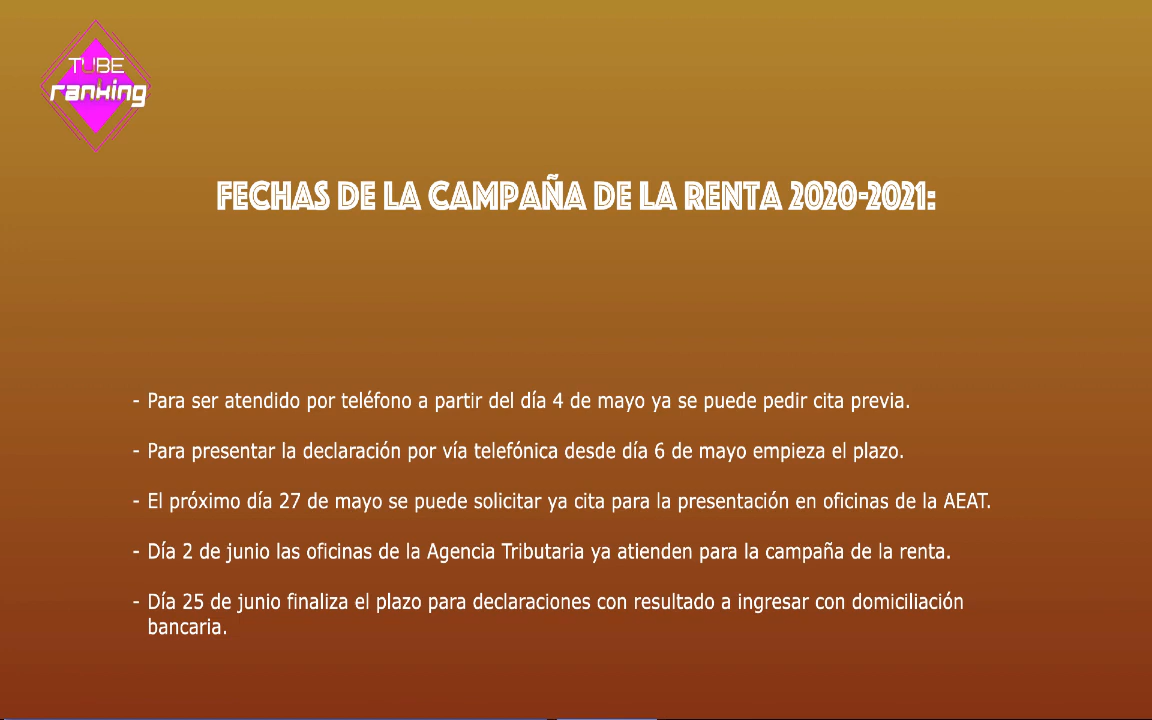 TUBE
ranking
FECHAS DE LA CAMPAÑA DE LA RENTA 2020-2021:
- Para ser atendido por teléfono a partir del día 4 de mayo ya se puede pedir cita previa.
- Para presentar la declaración por vía telefónica desde día 6 de mayo empieza el plazo.
- El próximo día 27 de mayo se puede solicitar ya cita para la presentación en oficinas de la AEAT.
- Día 2 de junio las oficinas de la Agencia Tributaria ya atienden para la campaña de la renta.
- Día 25 de junio finaliza el plazo para declaraciones con resultado a ingresar con domiciliación
bancaria.